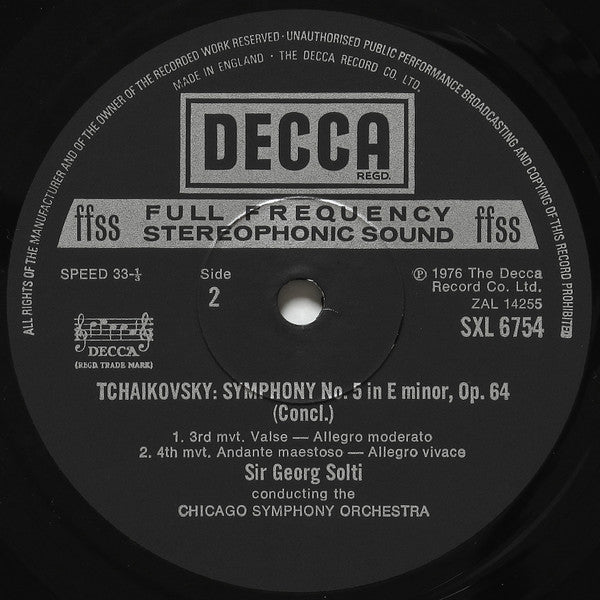 ALL RIGHTS OF THE MANUFACTURER AND OF THE OWNER OF THE RECORDED WORK RESERVED · UNAUTHORISED PUBLIC PERFORMANCE BROADCASTING AND COPYING OF THIS RECORD PROHIBITED
MADE IN ENGLAND · THE DECCA RECORD CO. LTD.
DECCA
REGD.
ffss FULL FREQUENCY ffss
STEREOPHONIC SOUND
SPEED 33-⅓
Side
2
℗ 1976 The Decca
Record Co. Ltd.
ZAL 14255
SXL 6754
DECCA
(REGD. TRADE MARK)
TCHAIKOVSKY: SYMPHONY No. 5 in E minor, Op. 64
(Concl.)
1. 3rd mvt. Valse — Allegro moderato
2. 4th mvt. Andante maestoso — Allegro vivace
Sir Georg Solti
conducting the
CHICAGO SYMPHONY ORCHESTRA